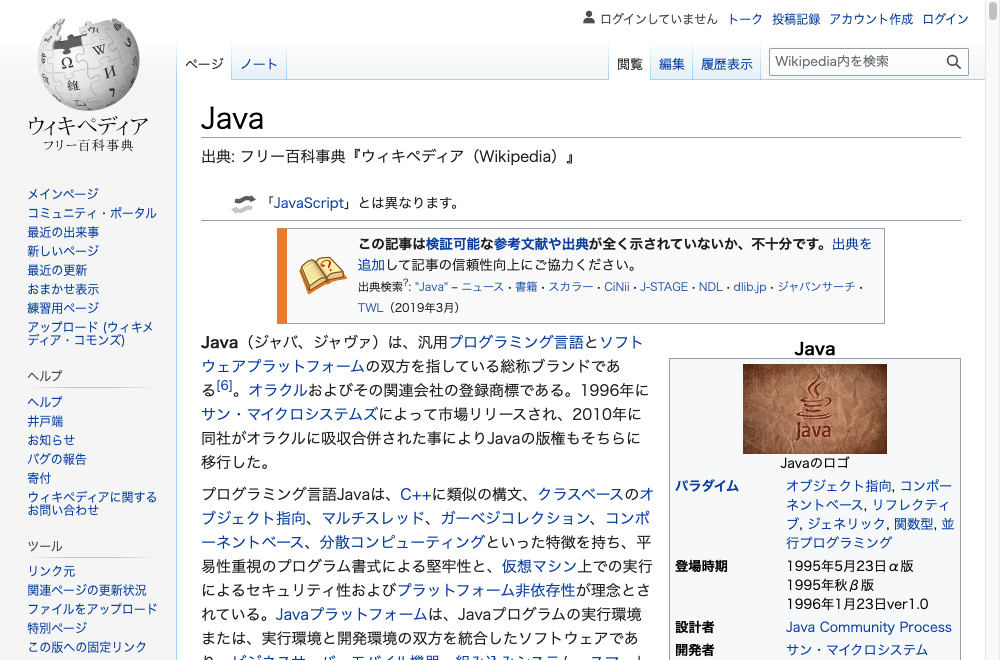 ログインしていません トーク 投稿記録 アカウント作成 ログイン
ページ ノート 閲覧 編集 履歴表示 Wikipedia内を検索
ウィキペディア
フリー百科事典
メインページ
コミュニティ・ポータル
最近の出来事
新しいページ
最近の更新
おまかせ表示
練習用ページ
アップロード (ウィキメ
ディア・コモンズ)
ヘルプ
ヘルプ
井戸端
お知らせ
バグの報告
寄付
ウィキペディアに関する
お問い合わせ
ツール
リンク元
関連ページの更新状況
ファイルをアップロード
特別ページ
この版への固定リンク
Java
出典: フリー百科事典『ウィキペディア（Wikipedia）』
「JavaScript」とは異なります。
この記事は検証可能な参考文献や出典が全く示されていないか、不十分です。出典を
追加して記事の信頼性向上にご協力ください。
出典検索?: "Java" – ニュース · 書籍 · スカラー · CiNii · J-STAGE · NDL · dlib.jp · ジャパンサーチ ·
TWL（2019年3月）
Java（ジャバ、ジャヴァ）は、汎用プログラミング言語とソフト
ウェアプラットフォームの双方を指している総称ブランドであ
る[6]。オラクルおよびその関連会社の登録商標である。1996年に
サン・マイクロシステムズによって市場リリースされ、2010年に
同社がオラクルに吸収合併された事によりJavaの版権もそちらに
移行した。
プログラミング言語Javaは、C++に類似の構文、クラスベースのオ
ブジェクト指向、マルチスレッド、ガーベジコレクション、コンポ
ーネントベース、分散コンピューティングといった特徴を持ち、平
易性重視のプログラム書式による堅牢性と、仮想マシン上での実行
によるセキュリティ性およびプラットフォーム非依存性が理念とさ
れている。Javaプラットフォームは、Javaプログラムの実行環境
または、実行環境と開発環境の双方を統合したソフトウェアであ
Java
Java
Javaのロゴ
パラダイム オブジェクト指向, コンポー
ネントベース, リフレクティ
ブ, ジェネリック, 関数型, 並
行プログラミング
登場時期 1995年5月23日α版
1995年秋β版
1996年1月23日ver1.0
設計者 Java Community Process
開発者 サン・マイクロシステム